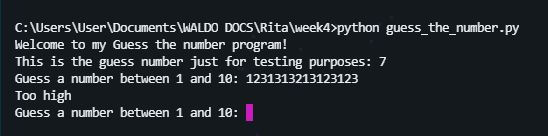 C:\Users\User\Documents\WALDO DOCS\Rita\week4>python guess_the_number.py
Welcome to my Guess the number program!
This is the guess number just for testing purposes: 7
Guess a number between 1 and 10: 1231313213123123
Too high
Guess a number between 1 and 10: